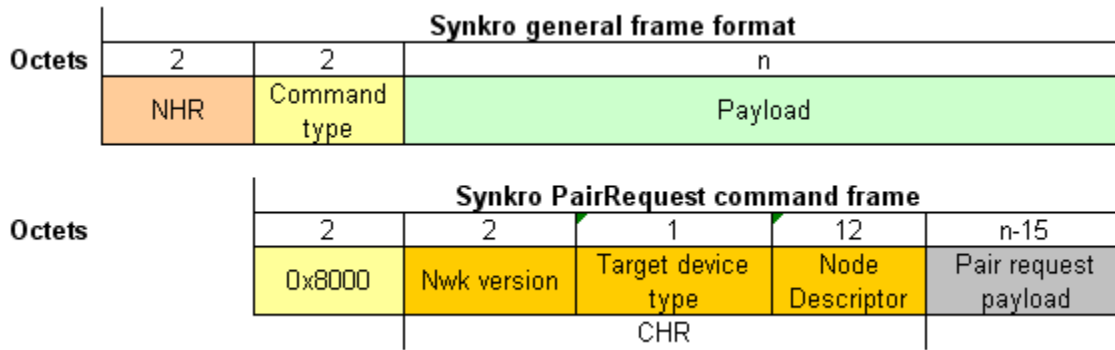 Synkro general frame format
Octets 2 2 n
NHR Command type Payload
Synkro PairRequest command frame
Octets 2 2 1 12 n-15
0x8000 Nwk version Target device type Node Descriptor Pair request payload
CHR